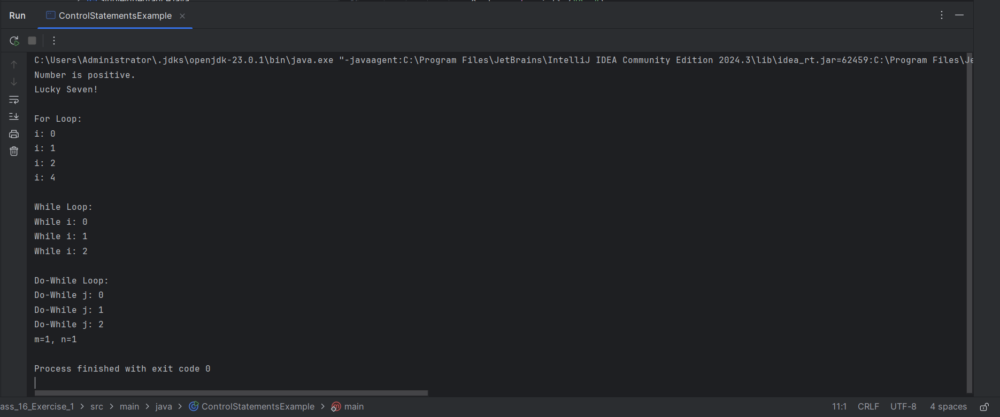 Run ControlStatementsExample
C:\Users\Administrator\.jdks\openjdk-23.0.1\bin\java.exe "-javaagent:C:\Program Files\JetBrains\IntelliJ IDEA Community Edition 2024.3\lib\idea_rt.jar=62459:C:\Program Files\Je
Number is positive.
Lucky Seven!
For Loop:
i: 0
i: 1
i: 2
i: 4
While Loop:
While i: 0
While i: 1
While i: 2
Do-While Loop:
Do-While j: 0
Do-While j: 1
Do-While j: 2
m=1, n=1
Process finished with exit code 0
ass_16_Exercise_1 > src > main > java > ControlStatementsExample > main 11:1 CRLF UTF-8 4 spaces